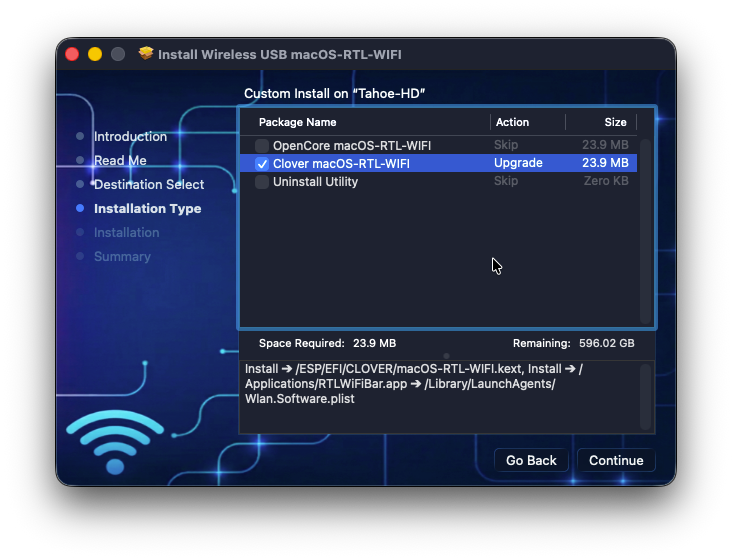 Install Wireless USB macOS-RTL-WIFI
Custom Install on “Tahoe-HD”
Introduction
Read Me
Destination Select
Installation Type
Installation
Summary
Package Name Action Size
OpenCore macOS-RTL-WIFI Skip 23.9 MB
Clover macOS-RTL-WIFI Upgrade 23.9 MB
Uninstall Utility Skip Zero KB
Space Required: 23.9 MB Remaining: 596.02 GB
Install ➔ /ESP/EFI/CLOVER/macOS-RTL-WIFI.kext, Install ➔ /
Applications/RTLWiFiBar.app ➔ /Library/LaunchAgents/
Wlan.Software.plist
Go Back Continue